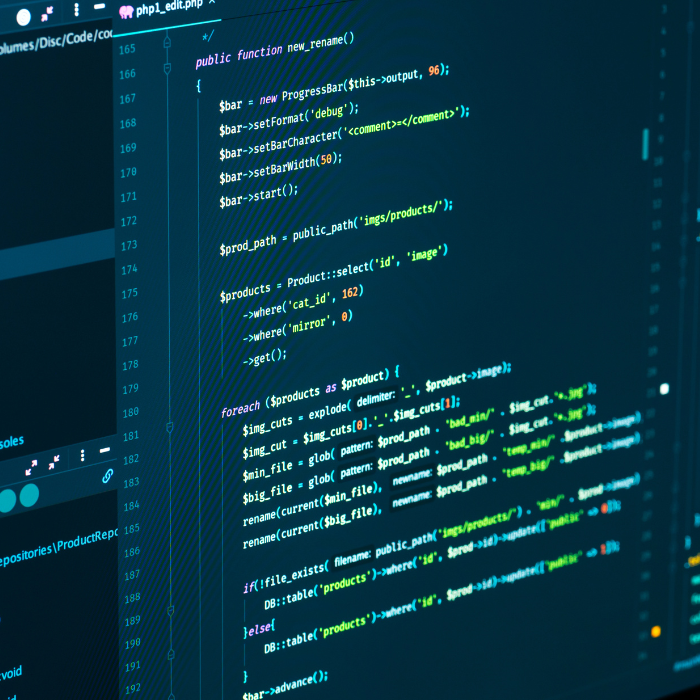 php1_edit.php
olumes/Disc/Code/coo
165 */
166 public function new_rename()
{
167 $bar = new ProgressBar($this->output, 96);
168 $bar->setFormat('debug');
169 $bar->setBarCharacter('<comment>=</comment>');
170 $bar->setBarWidth(50);
171 $bar->start();
172
173 $prod_path = public_path('imgs/products/');
174
175 $products = Product::select('id', 'image')
176 ->where('cat_id', 162)
177 ->where('mirror', 0)
178 ->get();
179
180 foreach ($products as $product) {
181 $img_cuts = explode( delimiter: '_', $product->image);
182 $img_cut = $img_cuts[0].'_'.$img_cuts[1];
183 $min_file = glob( pattern: $prod_path . 'bad_min/' . $img_cut.'*.jpg');
184 $big_file = glob( pattern: $prod_path . 'bad_big/' . $img_cut.'*.jpg');
185 rename(current($min_file), newname: $prod_path . 'temp_min/' . $product->image)
186 rename(current($big_file), newname: $prod_path . 'temp_big/' . $product->image)
187 if(!file_exists( filename: public_path('imgs/products/') . 'min/' . $prod->image)
188 DB::table('products')->where('id', $prod->id)->update(['public' => 0]);
189 }else{
190 DB::table('products')->where('id', $prod->id)->update(['public' => 1]);
191 }
192 $bar->advance();
soles
epositories\ProductRepo
void